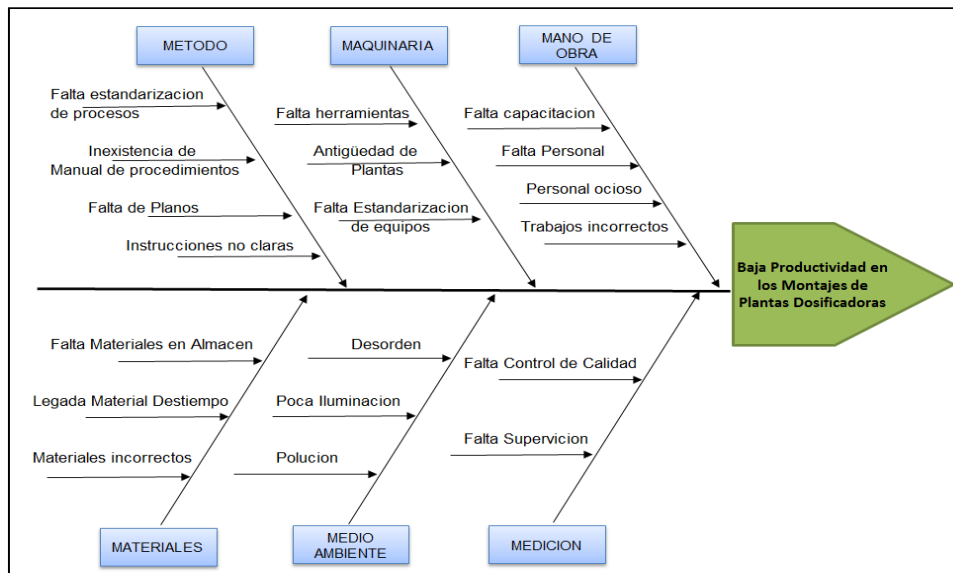 METODO
MAQUINARIA
MANO DE
OBRA
Falta estandarizacion
de procesos
Inexistencia de
Manual de procedimientos
Falta de Planos
Instrucciones no claras
Falta herramientas
Antigüedad de
Plantas
Falta Estandarizacion
de equipos
Falta capacitacion
Falta Personal
Personal ocioso
Trabajos incorrectos
Baja Productividad en
los Montajes de
Plantas Dosificadoras
Falta Materiales en Almacen
Legada Material Destiempo
Materiales incorrectos
Desorden
Poca Iluminacion
Polucion
Falta Control de Calidad
Falta Supervicion
MATERIALES
MEDIO
AMBIENTE
MEDICION